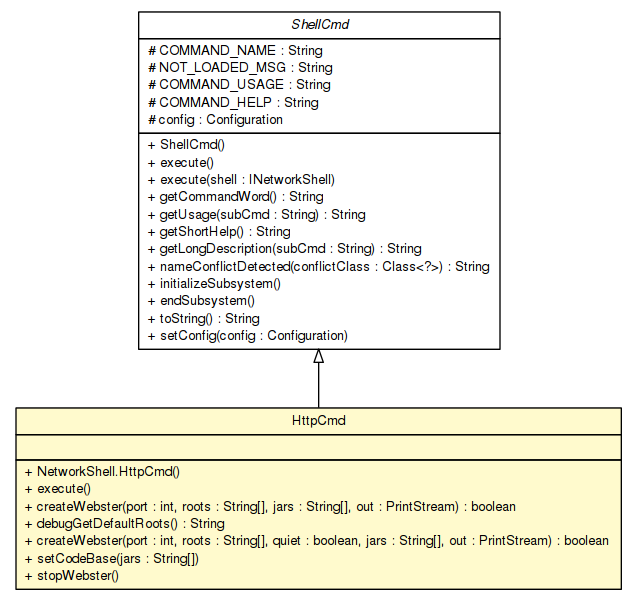 ShellCmd
# COMMAND_NAME : String
# NOT_LOADED_MSG : String
# COMMAND_USAGE : String
# COMMAND_HELP : String
# config : Configuration
+ ShellCmd()
+ execute()
+ execute(shell : INetworkShell)
+ getCommandWord() : String
+ getUsage(subCmd : String) : String
+ getShortHelp() : String
+ getLongDescription(subCmd : String) : String
+ nameConflictDetected(conflictClass : Class<?>) : String
+ initializeSubsystem()
+ endSubsystem()
+ toString() : String
+ setConfig(config : Configuration)
HttpCmd
+ NetworkShell.HttpCmd()
+ execute()
+ createWebster(port : int, roots : String[], jars : String[], out : PrintStream) : boolean
+ debugGetDefaultRoots() : String
+ createWebster(port : int, roots : String[], quiet : boolean, jars : String[], out : PrintStream) : boolean
+ setCodeBase(jars : String[])
+ stopWebster()